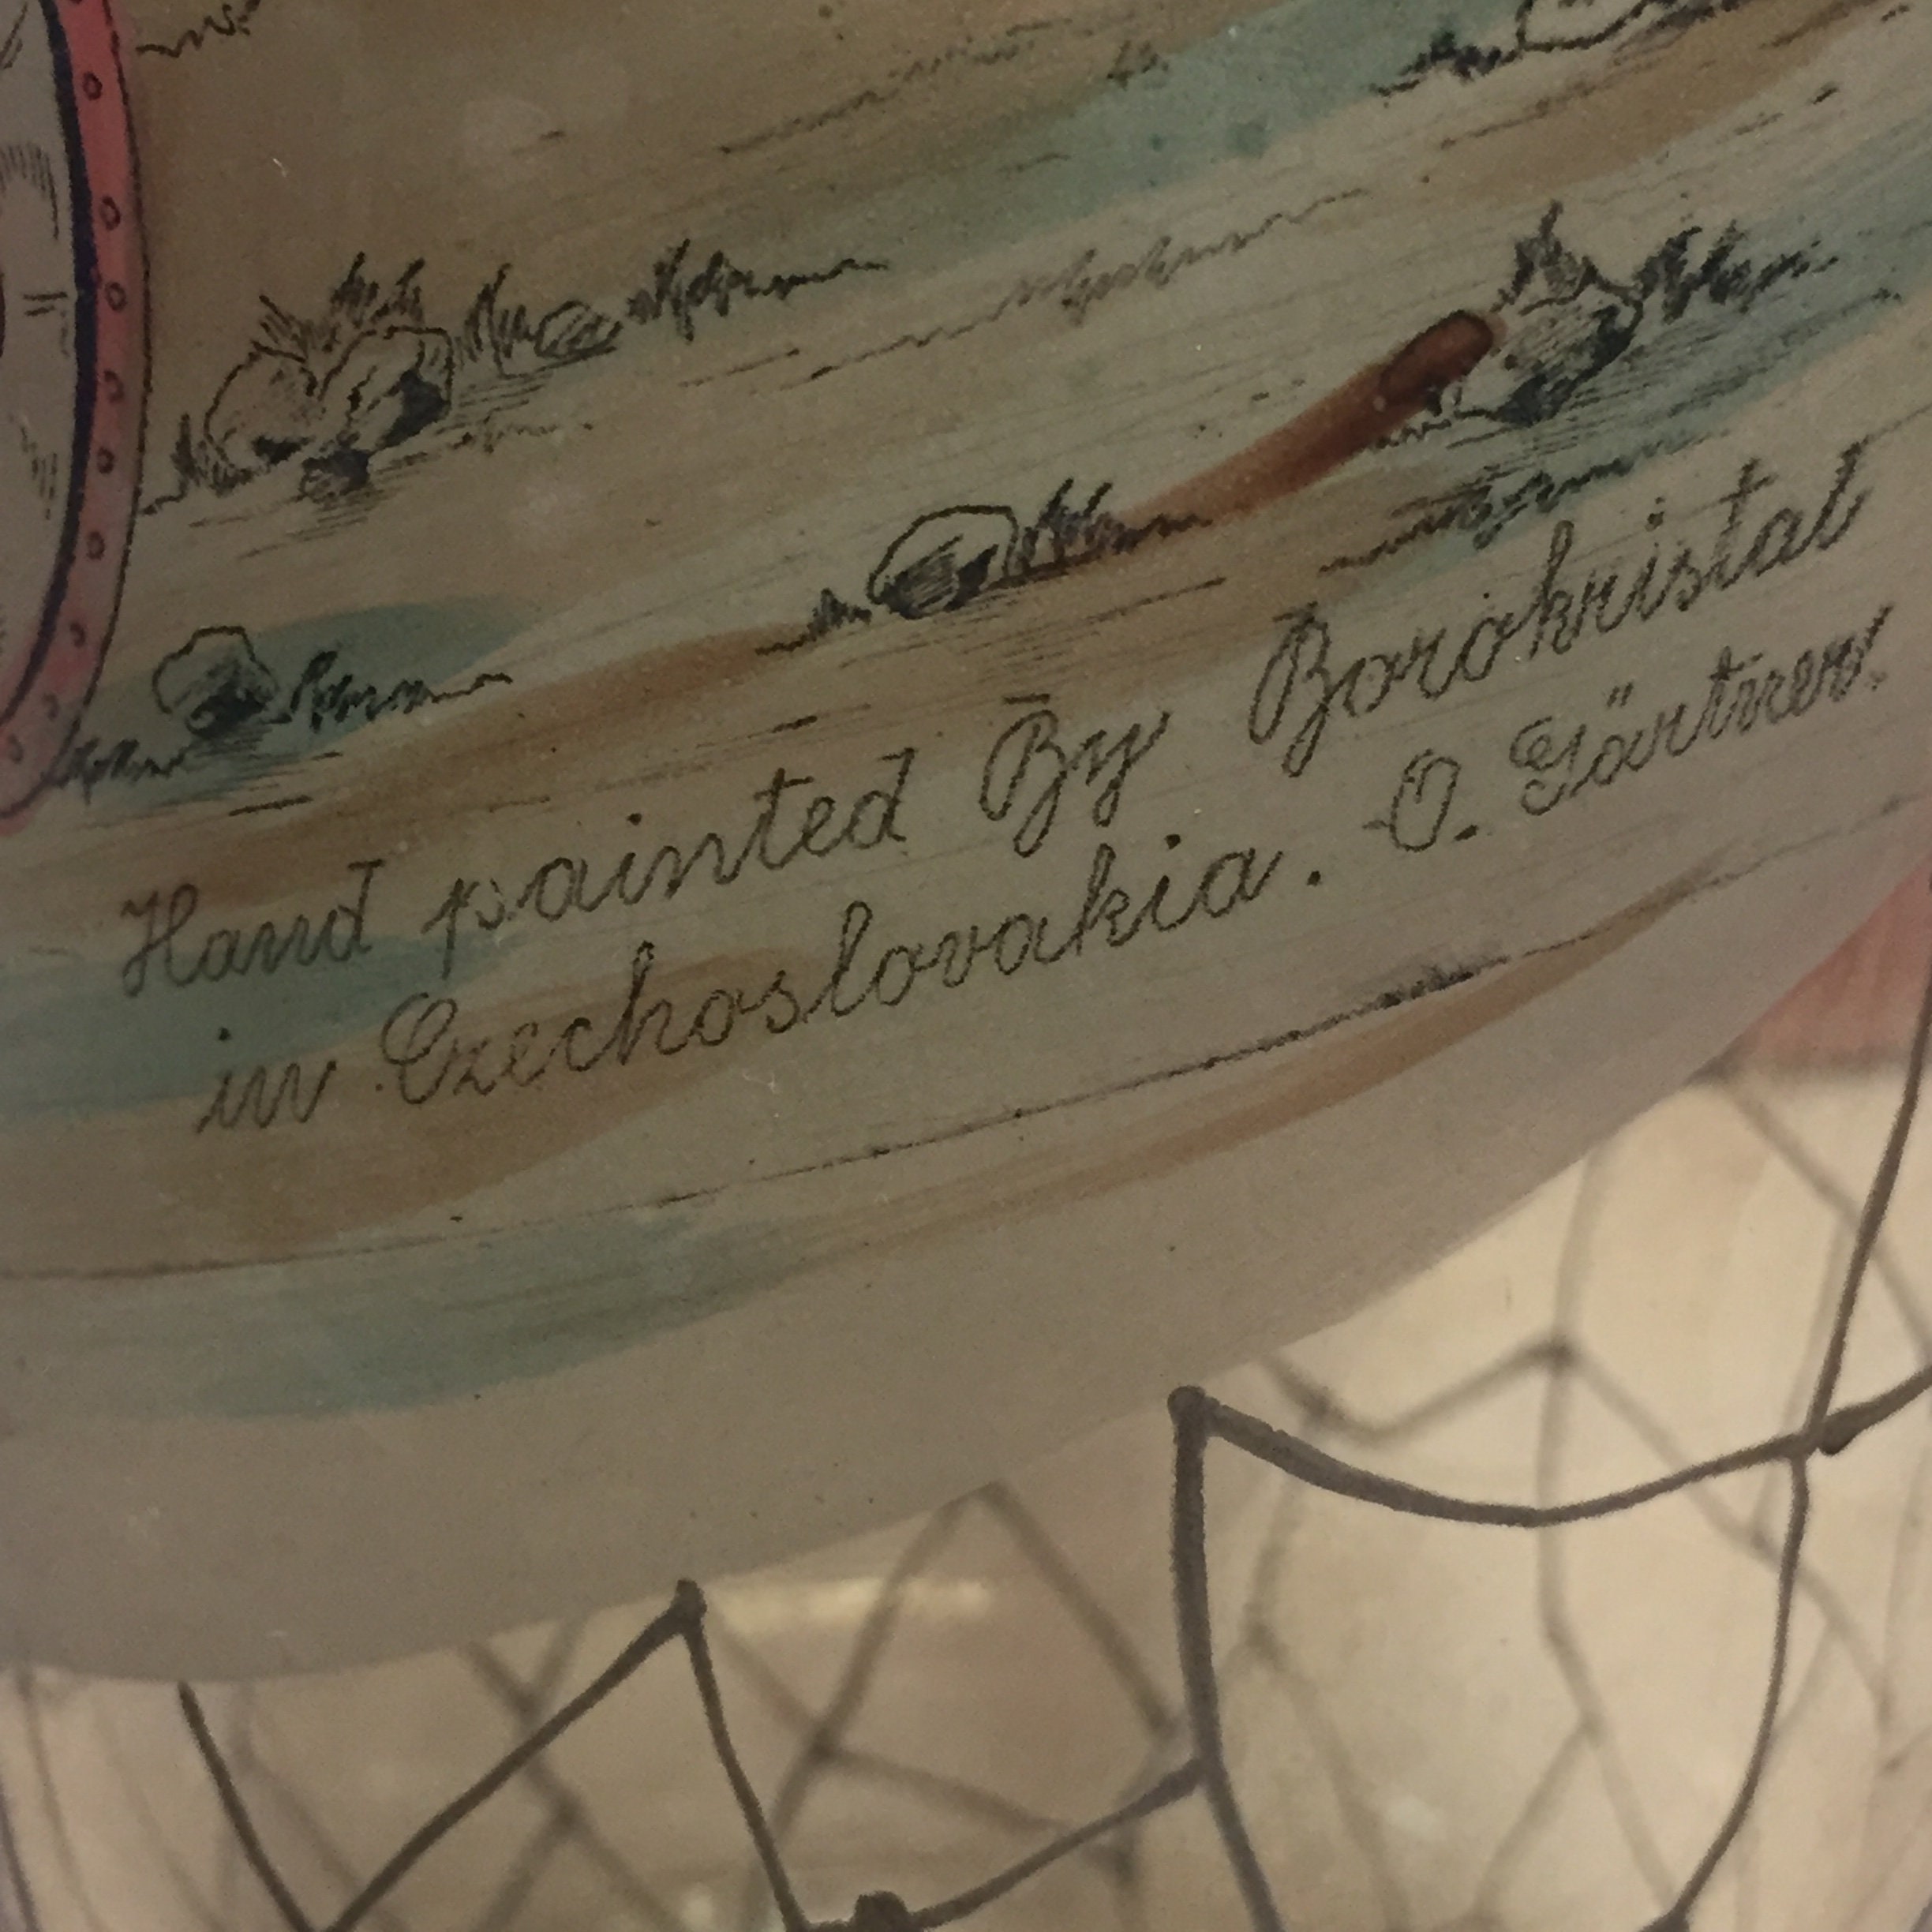 Hand painted By Borokristal
in Czechoslovakia. O. Gärtner.